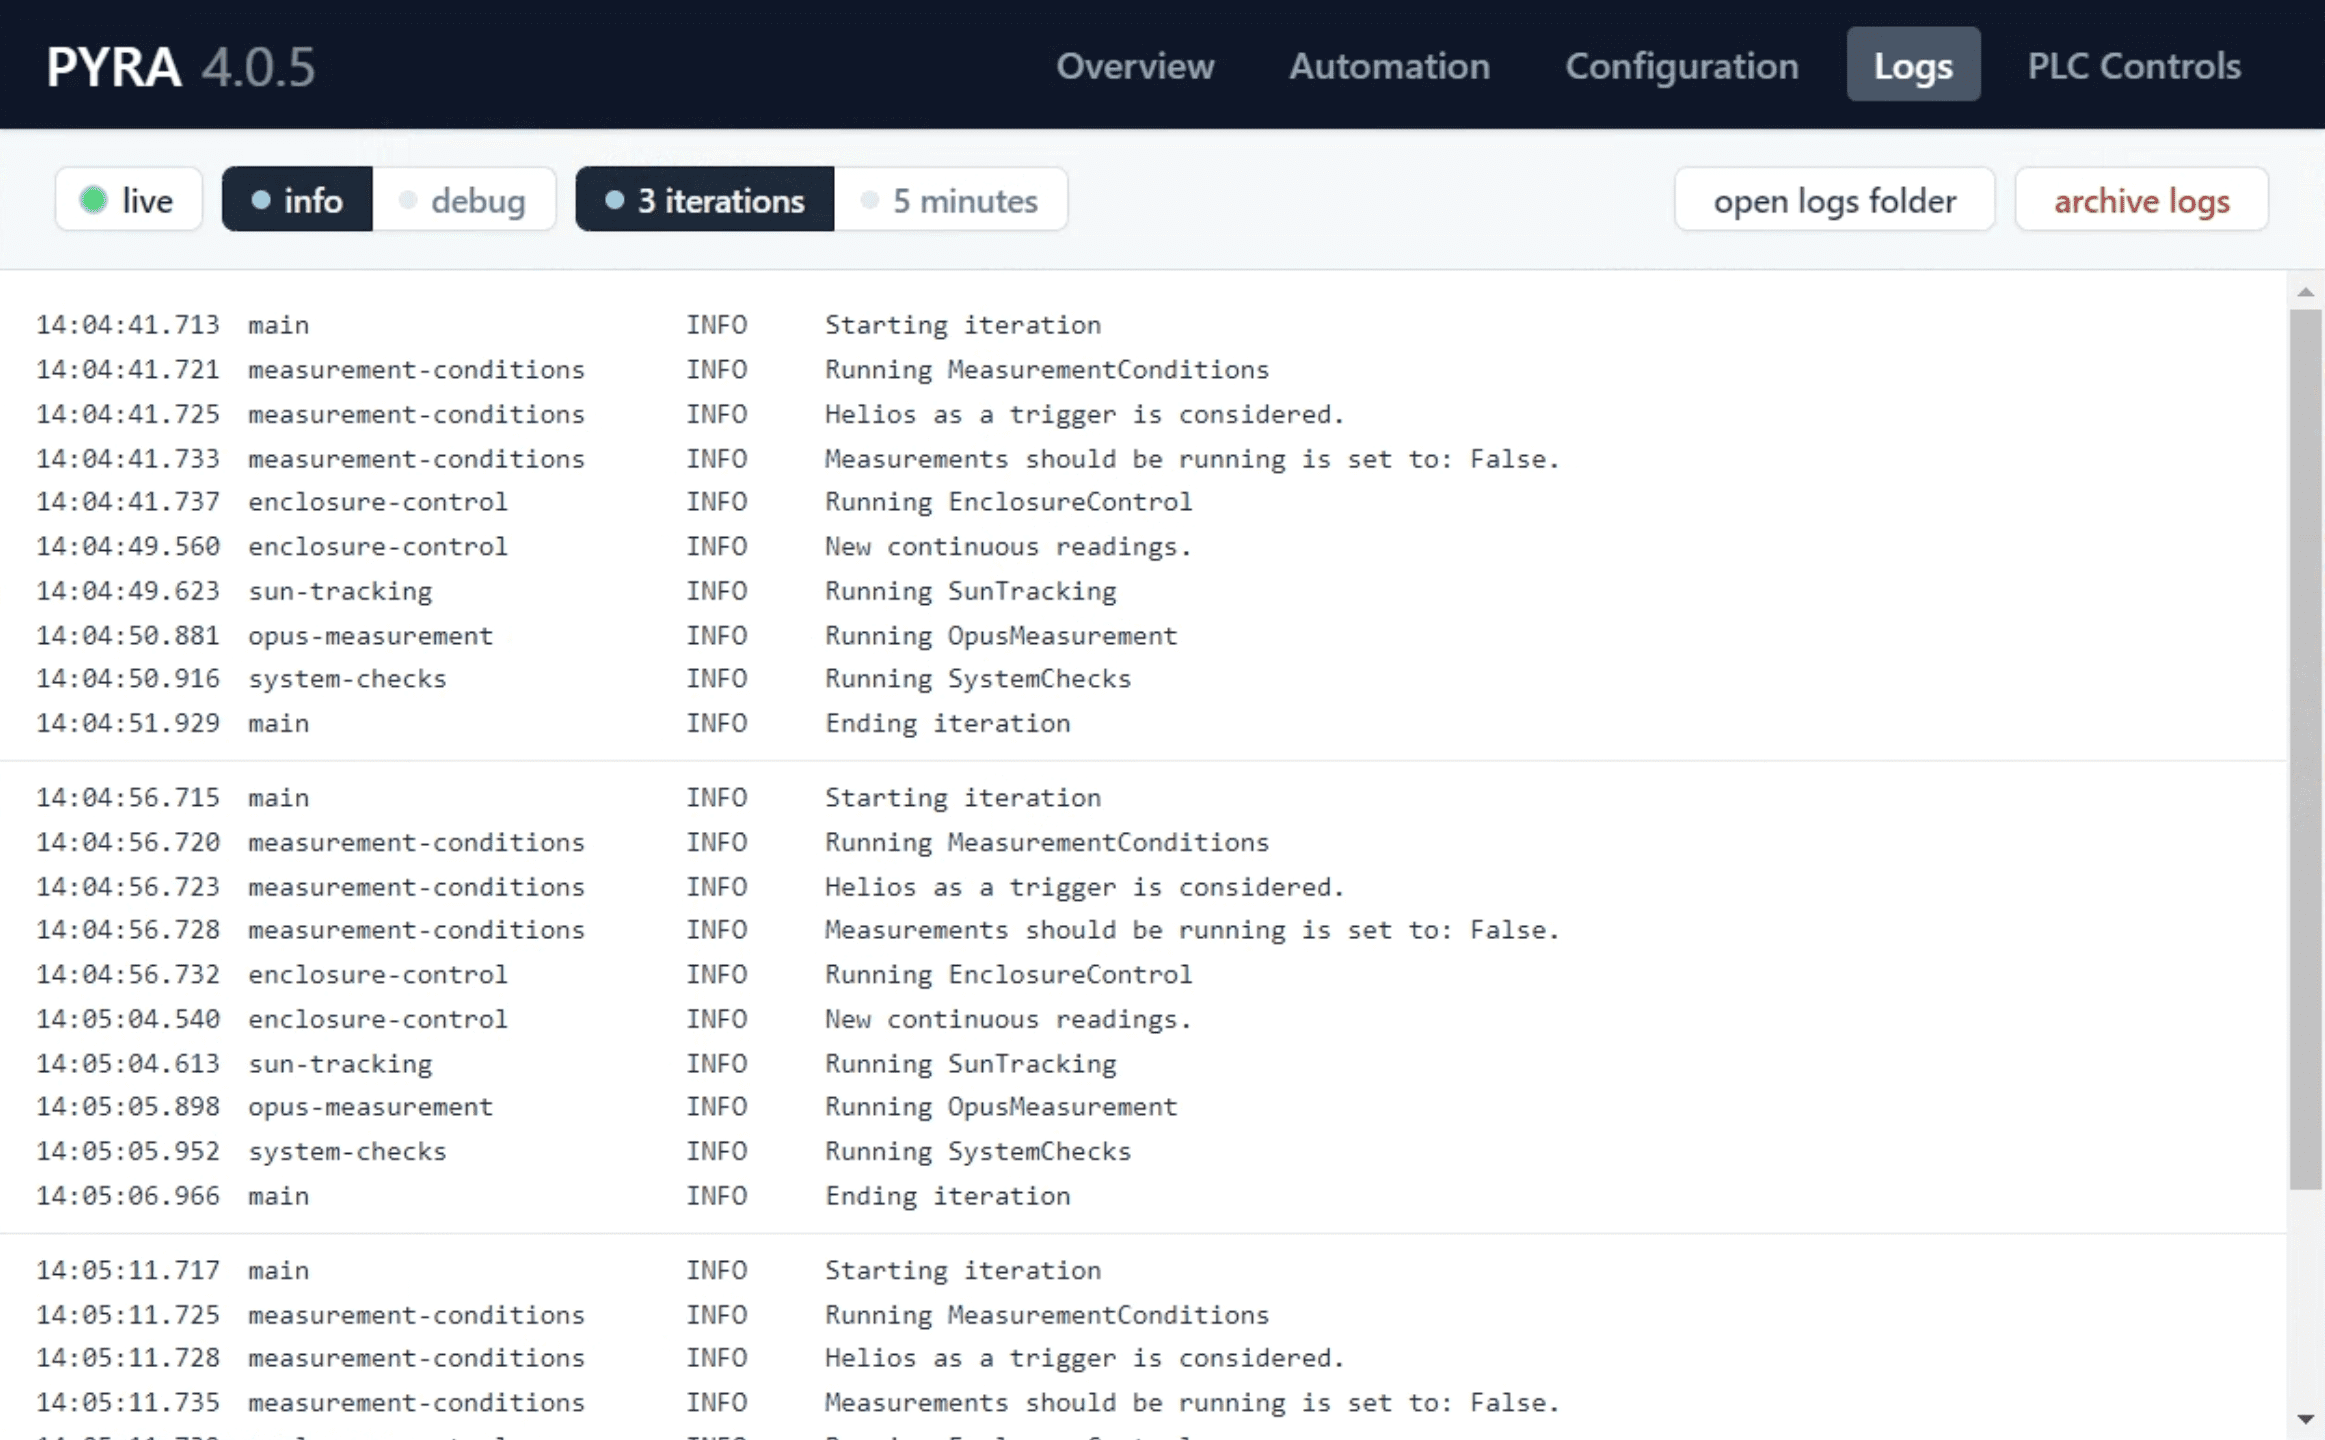 PYRA 4.0.5 Overview Automation Configuration Logs PLC Controls
live info debug 3 iterations 5 minutes open logs folder archive logs
14:04:41.713 main INFO Starting iteration
14:04:41.721 measurement-conditions INFO Running MeasurementConditions
14:04:41.725 measurement-conditions INFO Helios as a trigger is considered.
14:04:41.733 measurement-conditions INFO Measurements should be running is set to: False.
14:04:41.737 enclosure-control INFO Running EnclosureControl
14:04:49.560 enclosure-control INFO New continuous readings.
14:04:49.623 sun-tracking INFO Running SunTracking
14:04:50.881 opus-measurement INFO Running OpusMeasurement
14:04:50.916 system-checks INFO Running SystemChecks
14:04:51.929 main INFO Ending iteration
14:04:56.715 main INFO Starting iteration
14:04:56.720 measurement-conditions INFO Running MeasurementConditions
14:04:56.723 measurement-conditions INFO Helios as a trigger is considered.
14:04:56.728 measurement-conditions INFO Measurements should be running is set to: False.
14:04:56.732 enclosure-control INFO Running EnclosureControl
14:05:04.540 enclosure-control INFO New continuous readings.
14:05:04.613 sun-tracking INFO Running SunTracking
14:05:05.898 opus-measurement INFO Running OpusMeasurement
14:05:05.952 system-checks INFO Running SystemChecks
14:05:06.966 main INFO Ending iteration
14:05:11.717 main INFO Starting iteration
14:05:11.725 measurement-conditions INFO Running MeasurementConditions
14:05:11.728 measurement-conditions INFO Helios as a trigger is considered.
14:05:11.735 measurement-conditions INFO Measurements should be running is set to: False.